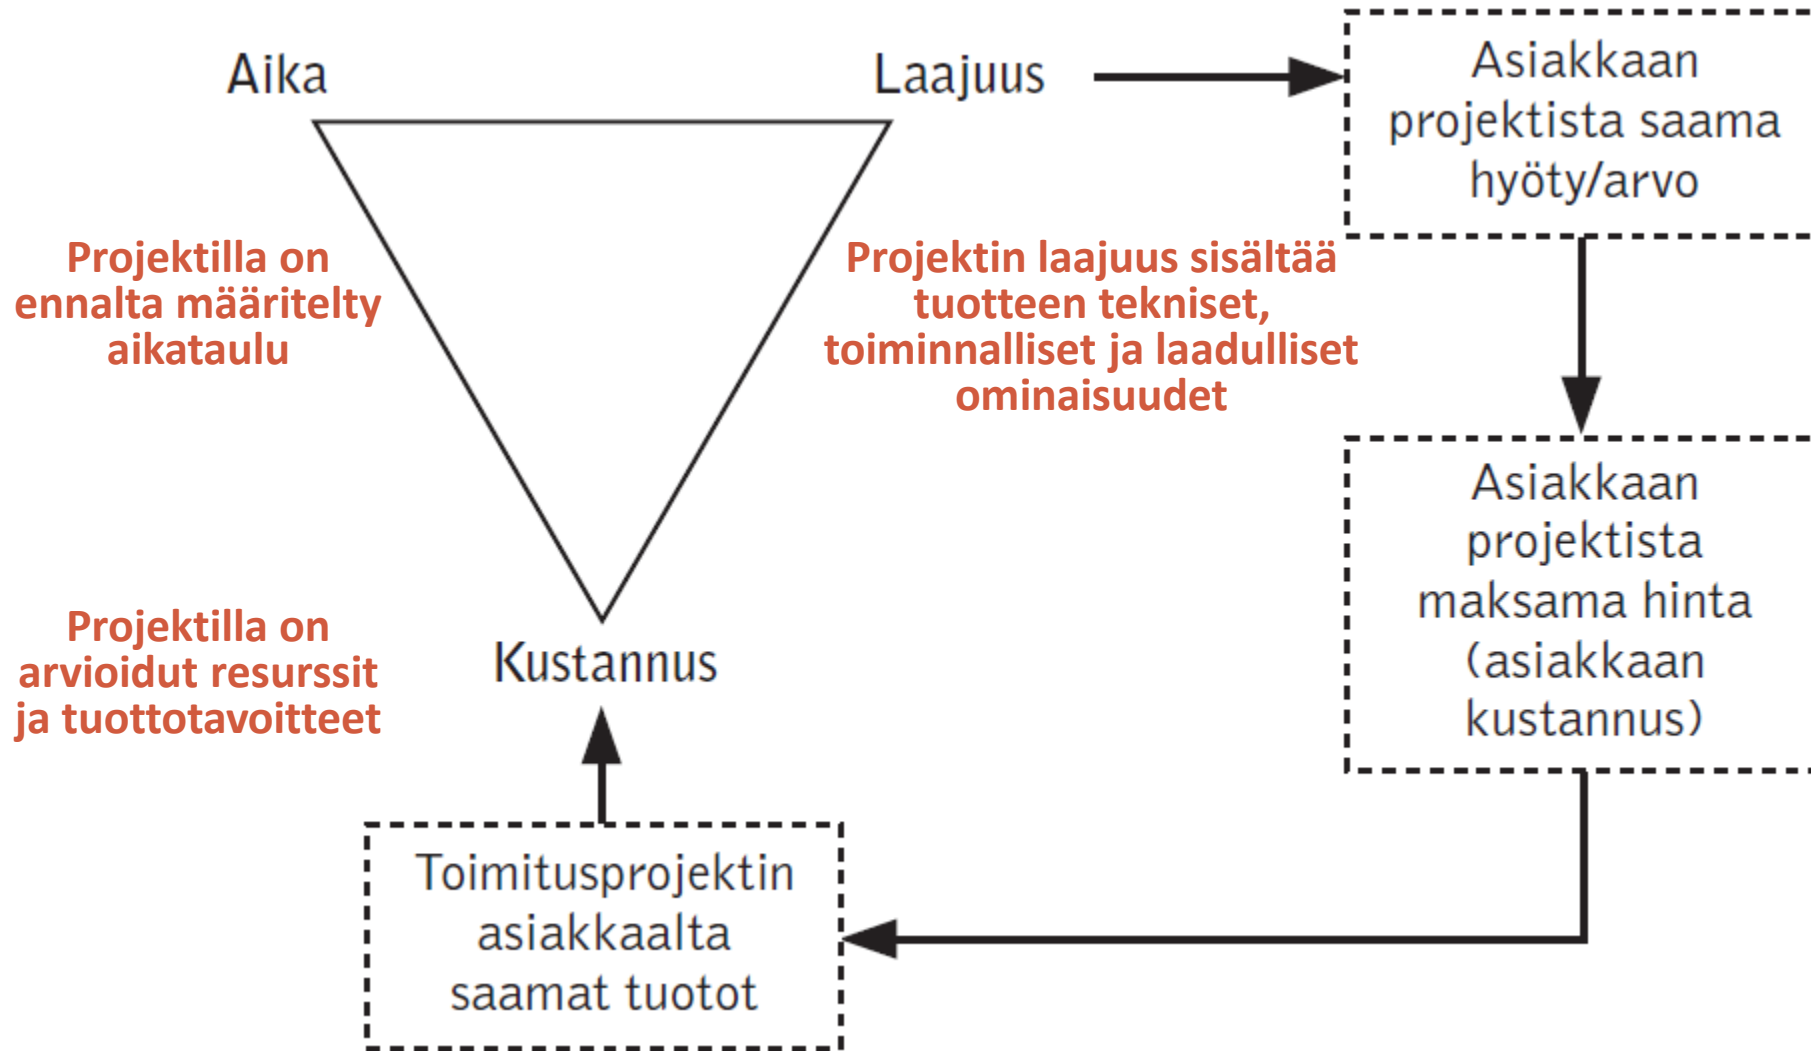 Aika
Laajuus
Asiakkaan
projektista saama
hyöty/arvo
Projektilla on
ennalta määritelty
aikataulu
Projektin laajuus sisältää
tuotteen tekniset,
toiminnalliset ja laadulliset
ominaisuudet
Asiakkaan
projektista
maksama hinta
(asiakkaan
kustannus)
Projektilla on
arvioidut resurssit
ja tuottotavoitteet
Kustannus
Toimitusprojektin
asiakkaalta
saamat tuotot